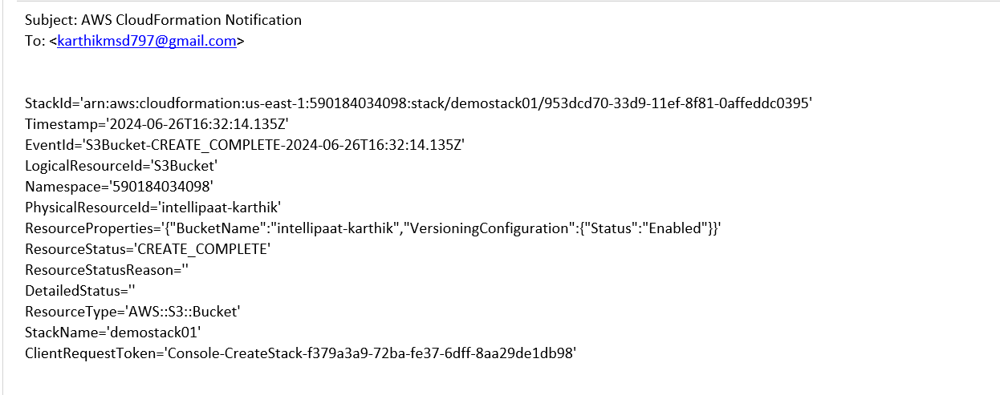 Subject: AWS CloudFormation Notification
To: <karthikmsd797@gmail.com>
StackId='arn:aws:cloudformation:us-east-1:590184034098:stack/demostack01/953dcd70-33d9-11ef-8f81-0affeddc0395'
Timestamp='2024-06-26T16:32:14.135Z'
EventId='S3Bucket-CREATE_COMPLETE-2024-06-26T16:32:14.135Z'
LogicalResourceId='S3Bucket'
Namespace='590184034098'
PhysicalResourceId='intellipaat-karthik'
ResourceProperties='{"BucketName":"intellipaat-karthik","VersioningConfiguration":{"Status":"Enabled"}}'
ResourceStatus='CREATE_COMPLETE'
ResourceStatusReason=''
DetailedStatus=''
ResourceType='AWS::S3::Bucket'
StackName='demostack01'
ClientRequestToken='Console-CreateStack-f379a3a9-72ba-fe37-6dff-8aa29de1db98'